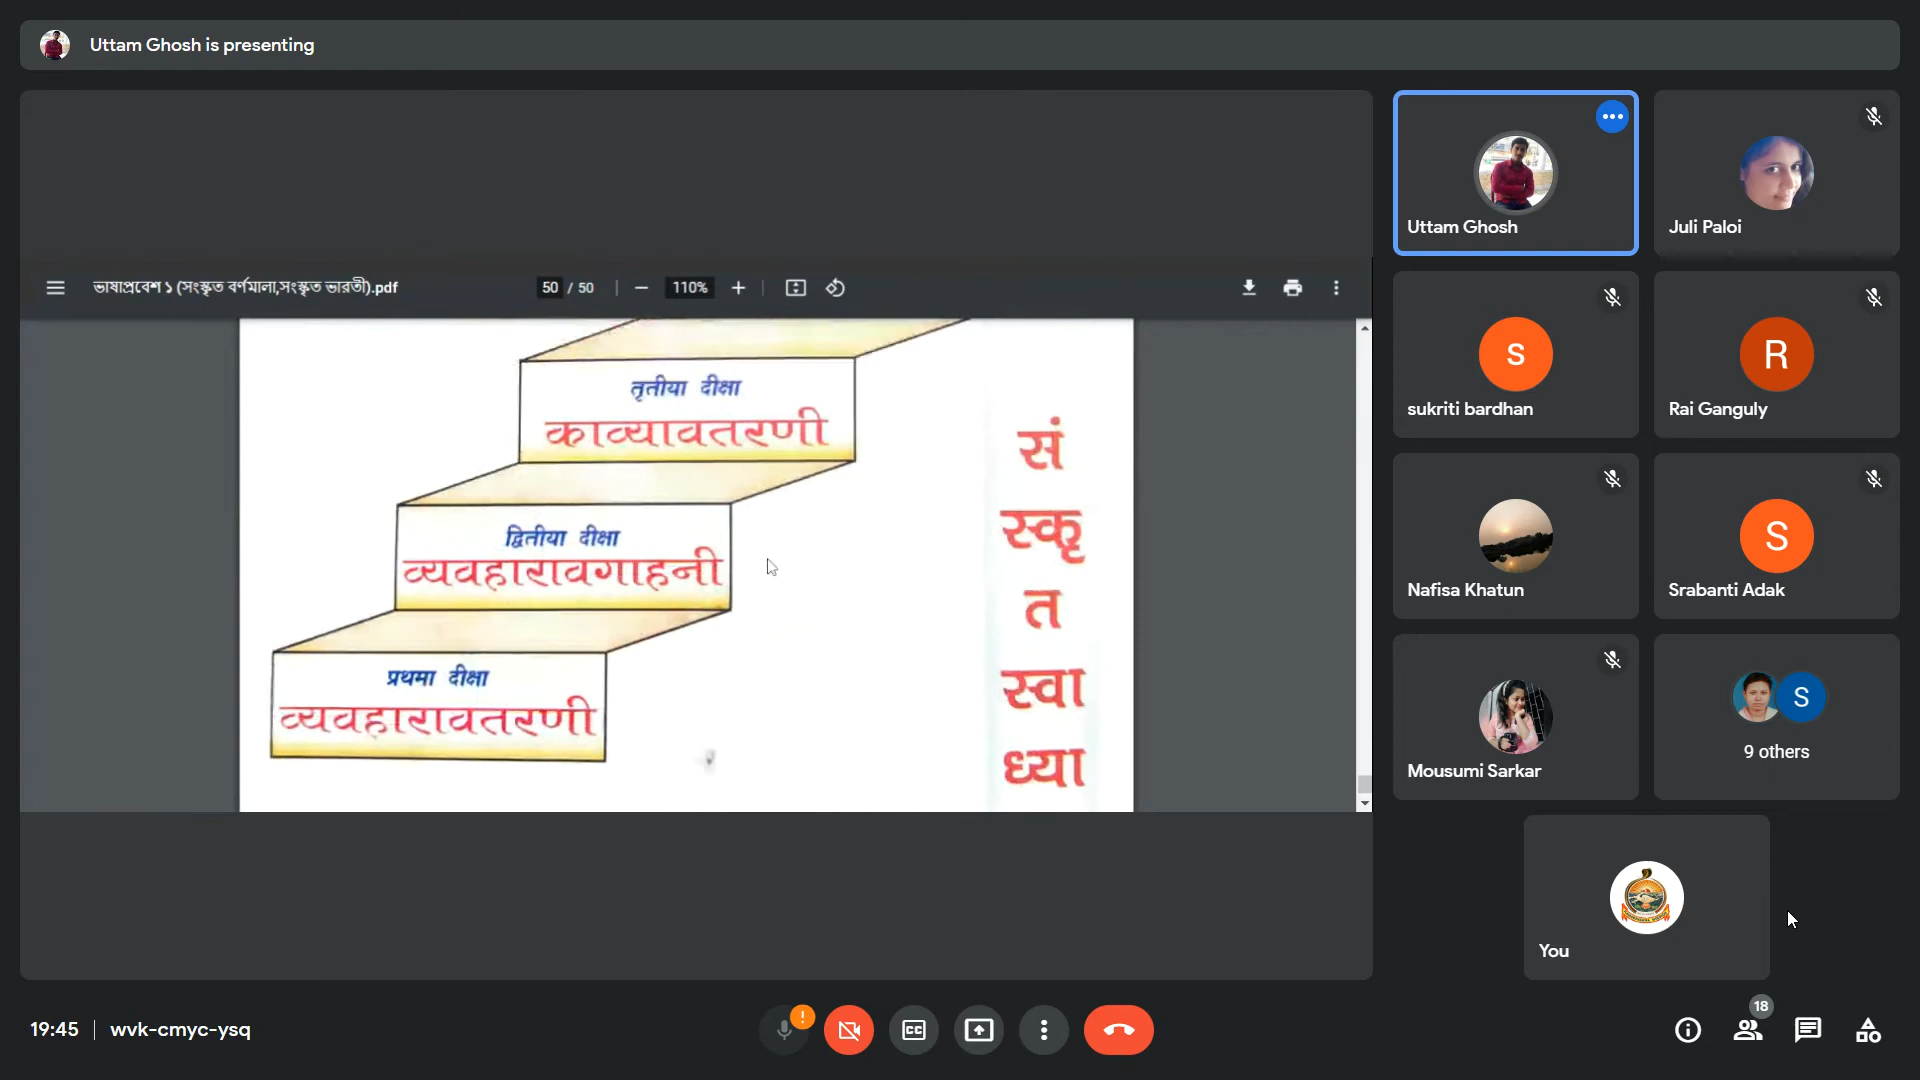 Uttam Ghosh is presenting
ভাষাপ্রবেশ ১ (সংস্কৃত বর্ণমালা,সংস্কৃত ভারতী).pdf
50 / 50
110%
तृतीया दीक्षा
काव्यावतरणी
द्वितीया दीक्षा
व्यवहारावगाहनी
प्रथमा दीक्षा
व्यवहारावतरणी
सं
स्कृ
त
स्वा
ध्या
Uttam Ghosh
Juli Paloi
s
sukriti bardhan
R
Rai Ganguly
Nafisa Khatun
S
Srabanti Adak
Mousumi Sarkar
S
9 others
You
19:45
wvk-cmyc-ysq
!
CC
18